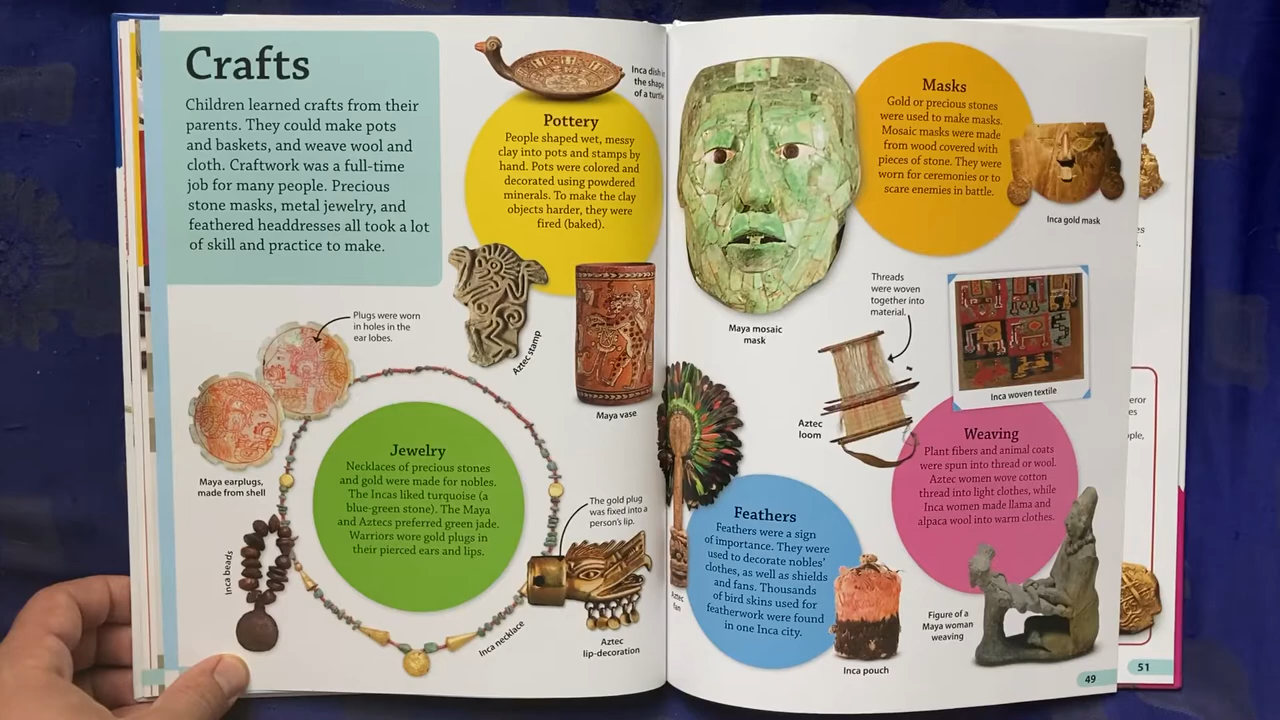 Crafts
Children learned crafts from their
parents. They could make pots
and baskets, and weave wool and
cloth. Craftwork was a full-time
job for many people. Precious
stone masks, metal jewelry, and
feathered headdresses all took a lot
of skill and practice to make.
Inca dish in
the shape
of a turtle
Pottery
People shaped wet, messy
clay into pots and stamps by
hand. Pots were colored and
decorated using powdered
minerals. To make the clay
objects harder, they were
fired (baked).
Aztec stamp
Maya vase
Plugs were worn
in holes in the
ear lobes.
Maya earplugs,
made from shell
Jewelry
Necklaces of precious stones
and gold were made for nobles.
The Incas liked turquoise (a
blue-green stone). The Maya
and Aztecs preferred green jade.
Warriors wore gold plugs in
their pierced ears and lips.
The gold plug
was fixed into a
person's lip.
Inca beads
Inca necklace
Aztec
lip-decoration
Maya mosaic
mask
Masks
Gold or precious stones
were used to make masks.
Mosaic masks were made
from wood covered with
pieces of stone. They were
worn for ceremonies or to
scare enemies in battle.
Inca gold mask
Threads
were woven
together into
material.
Aztec
loom
Inca woven textile
Weaving
Plant fibers and animal coats
were spun into thread or wool.
Aztec women wove cotton
thread into light clothes, while
Inca women made llama and
alpaca wool into warm clothes.
Aztec
fan
Feathers
Feathers were a sign
of importance. They were
used to decorate nobles'
clothes, as well as shields
and fans. Thousands
of bird skins used for
featherwork were found
in one Inca city.
Inca pouch
Figure of a
Maya woman
weaving
49
51